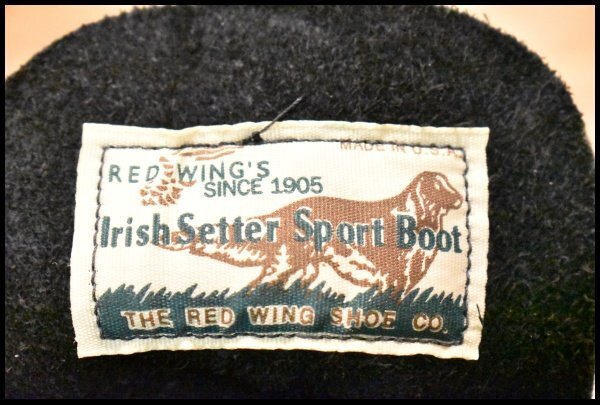 MADE IN U.S.A.
RED WING'S
SINCE 1905
Irish Setter Sport Boot
THE RED WING SHOE CO.